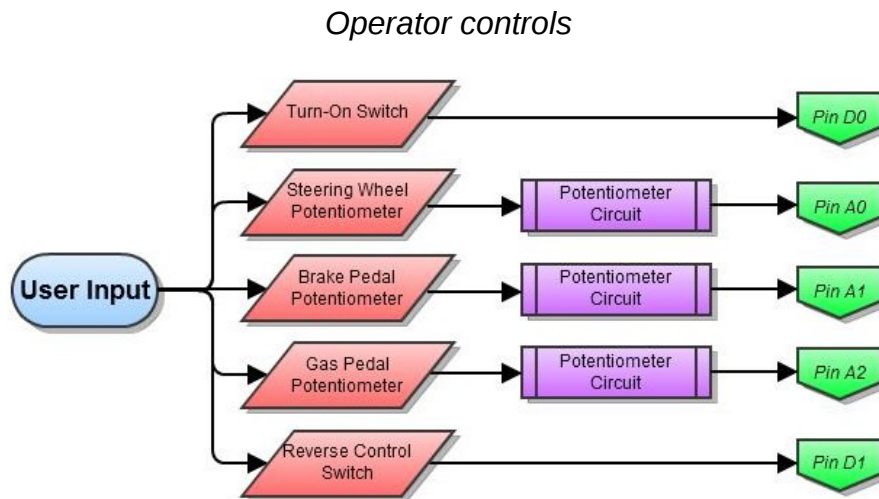 Operator controls
Turn-On Switch
Pin D0
Steering Wheel
Potentiometer
Potentiometer
Circuit
Pin A0
User Input
Brake Pedal
Potentiometer
Potentiometer
Circuit
Pin A1
Gas Pedal
Potentiometer
Potentiometer
Circuit
Pin A2
Reverse Control
Switch
Pin D1